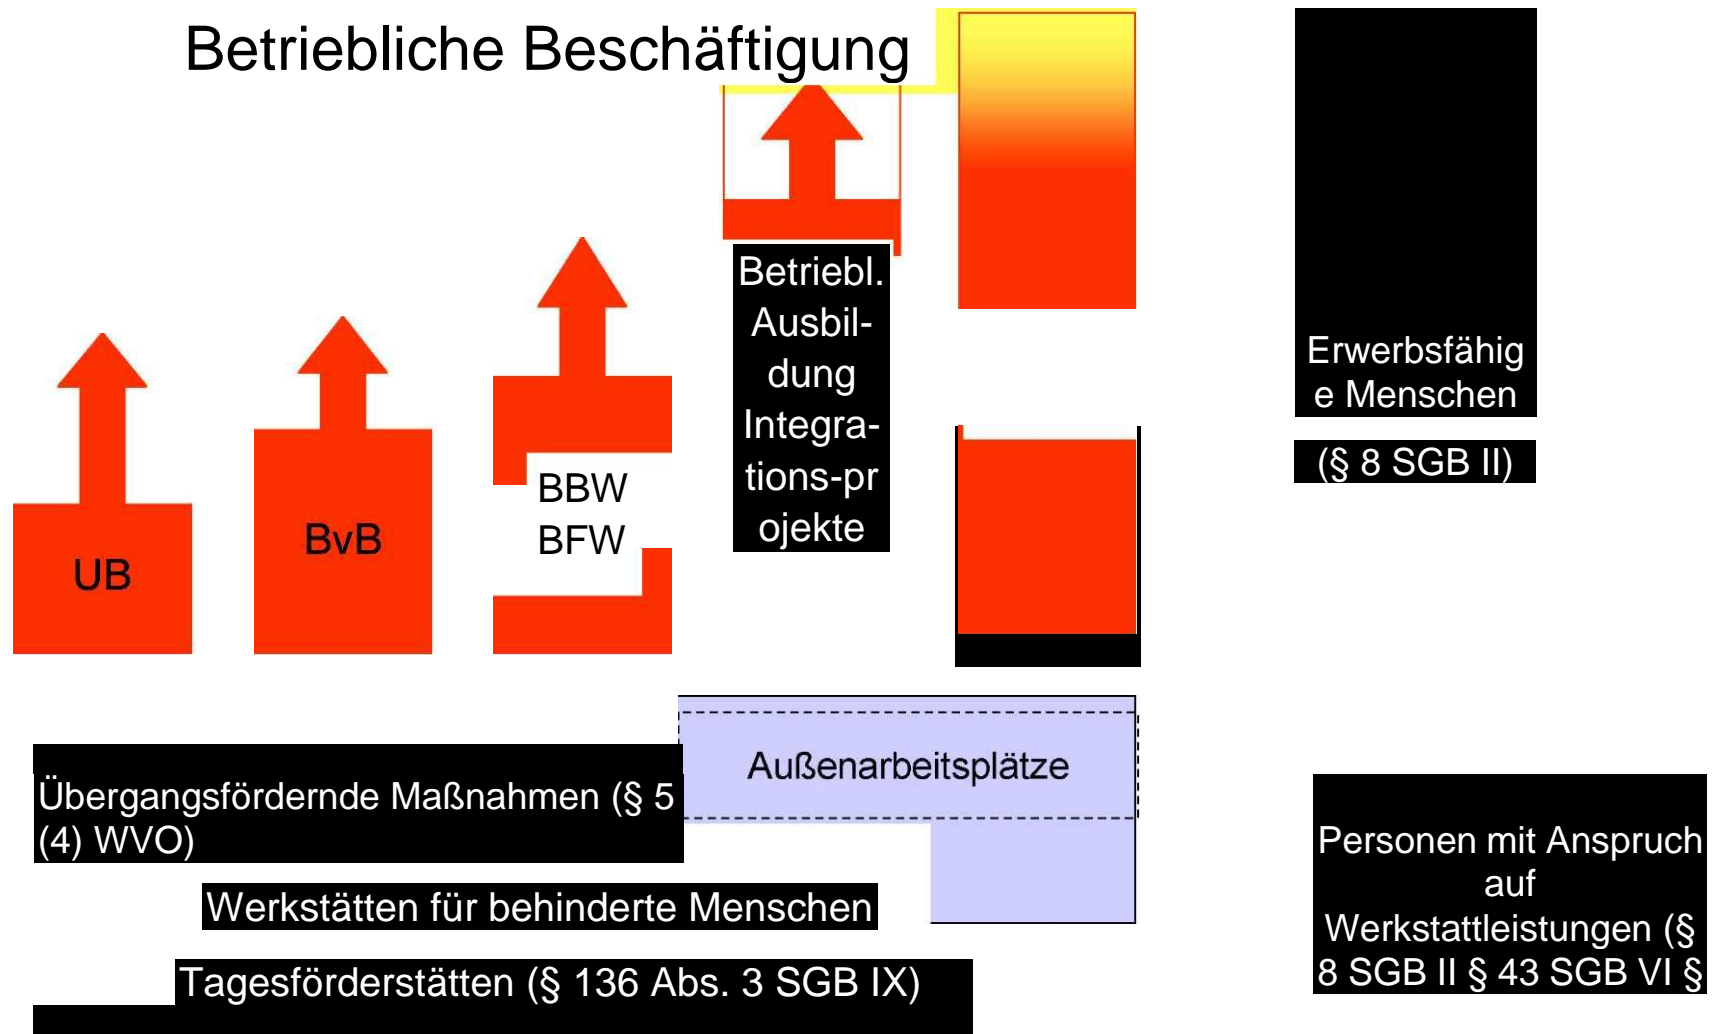 Betriebliche Beschäftigung
Betriebl.
Ausbil-
dung
Integra-
tions-pr
ojekte
Erwerbsfähig
e Menschen
(§ 8 SGB II)
BBW
BFW
BvB
UB
Außenarbeitsplätze
Übergangsfördernde Maßnahmen (§ 5
(4) WVO)
Werkstätten für behinderte Menschen
Tagesförderstätten (§ 136 Abs. 3 SGB IX)
Personen mit Anspruch
auf
Werkstattleistungen (§
8 SGB II § 43 SGB VI §